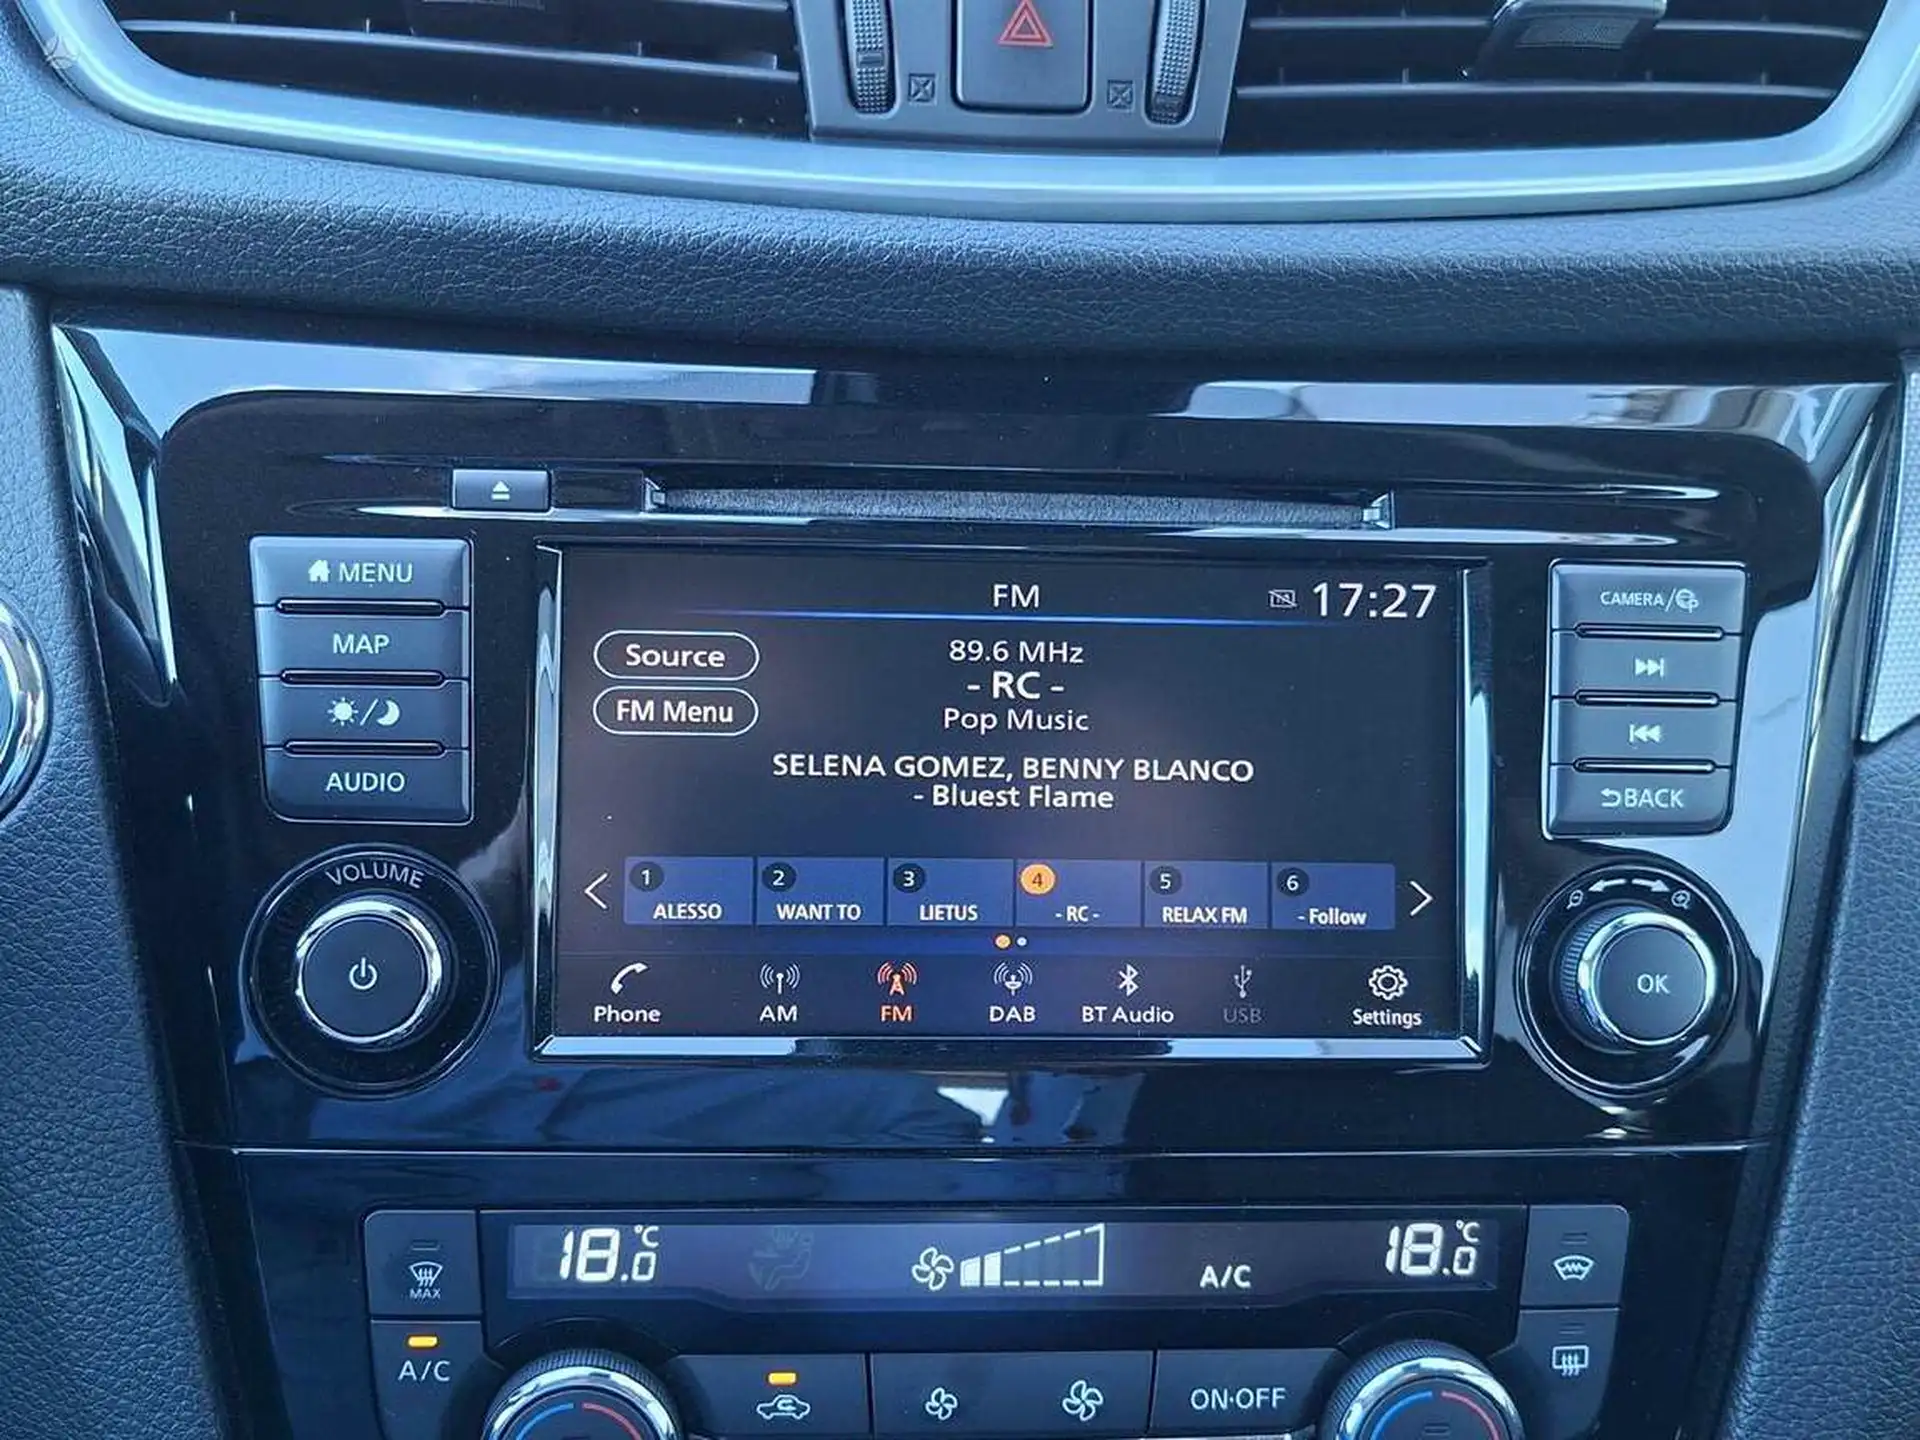 MENU
MAP
AUDIO
VOLUME
FM
TA
17:27
Source
FM Menu
89.6 MHz
- RC -
Pop Music
SELENA GOMEZ, BENNY BLANCO
- Bluest Flame
1 ALESSO
2 WANT TO
3 LIETUS
4 - RC -
5 RELAX FM
6 - Follow
Phone
AM
FM
DAB
BT Audio
USB
Settings
CAMERA/
BACK
OK
18.0 °C
A/C
18.0 °C
MAX
A/C
ON·OFF